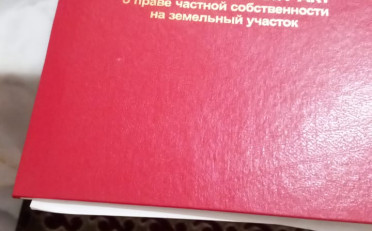 о праве частной собственности
на земельный участок